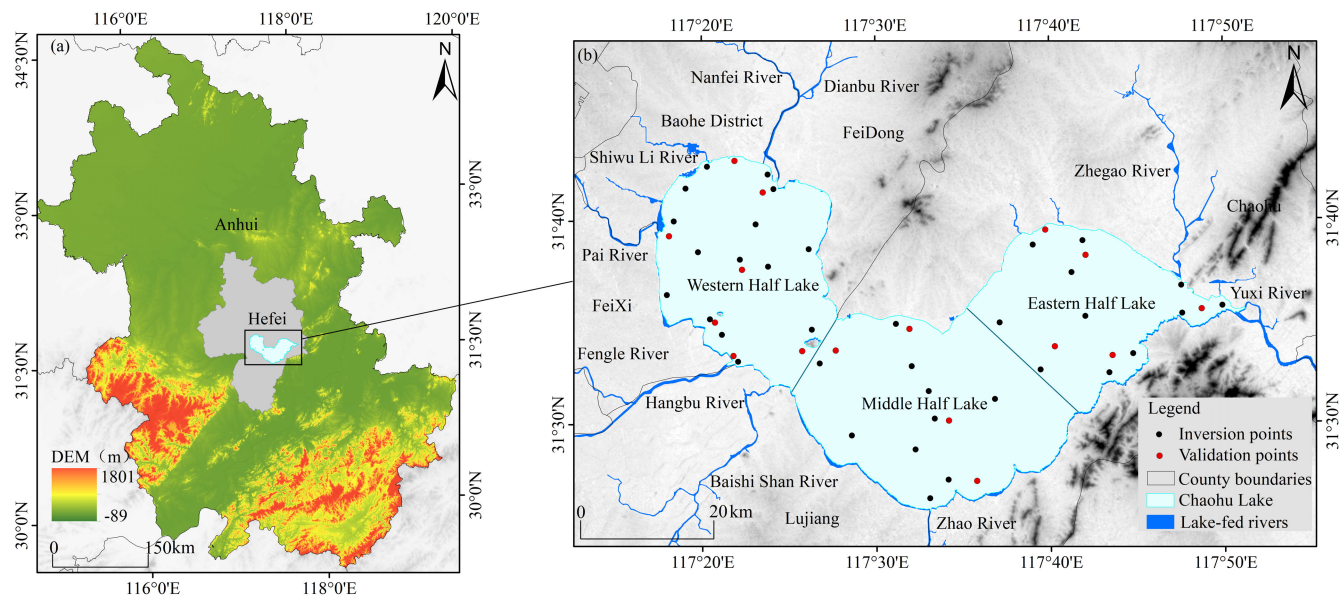 116°0′E
118°0′E
120°0′E
(a)
N
34°30′N
33°0′N
31°30′N
30°0′N
33°0′N
31°30′N
30°0′N
Anhui
Hefei
DEM（m）
1801
-89
0
150km
116°0′E
118°0′E
117°20′E
117°30′E
117°40′E
117°50′E
(b)
N
Nanfei River
Dianbu River
Baohe District
FeiDong
Shiwu Li River
Zhegao River
Chaohu
31°40′N
31°40′N
Pai River
Western Half Lake
FeiXi
Eastern Half Lake
Yuxi River
Fengle River
Hangbu River
Middle Half Lake
31°30′N
31°30′N
Baishi Shan River
Lujiang
Zhao River
0
20km
Legend
Inversion points
Validation points
County boundaries
Chaohu Lake
Lake-fed rivers
117°20′E
117°30′E
117°40′E
117°50′E